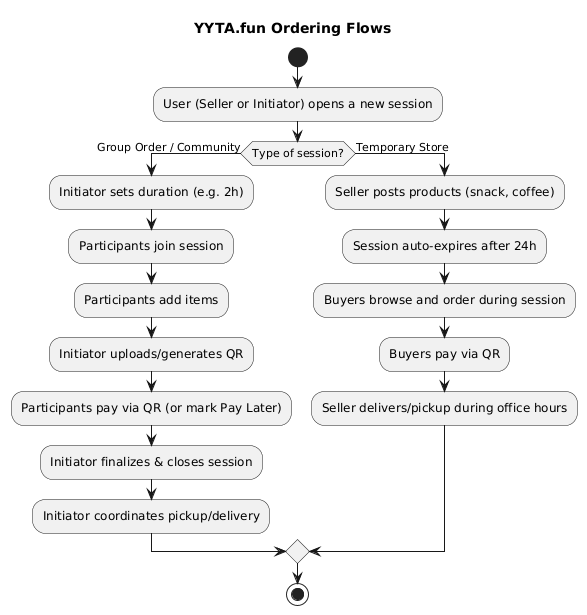 YYTA.fun Ordering Flows
User (Seller or Initiator) opens a new session
Type of session?
Group Order / Community
Initiator sets duration (e.g. 2h)
Participants join session
Participants add items
Initiator uploads/generates QR
Participants pay via QR (or mark Pay Later)
Initiator finalizes & closes session
Initiator coordinates pickup/delivery
Temporary Store
Seller posts products (snack, coffee)
Session auto-expires after 24h
Buyers browse and order during session
Buyers pay via QR
Seller delivers/pickup during office hours